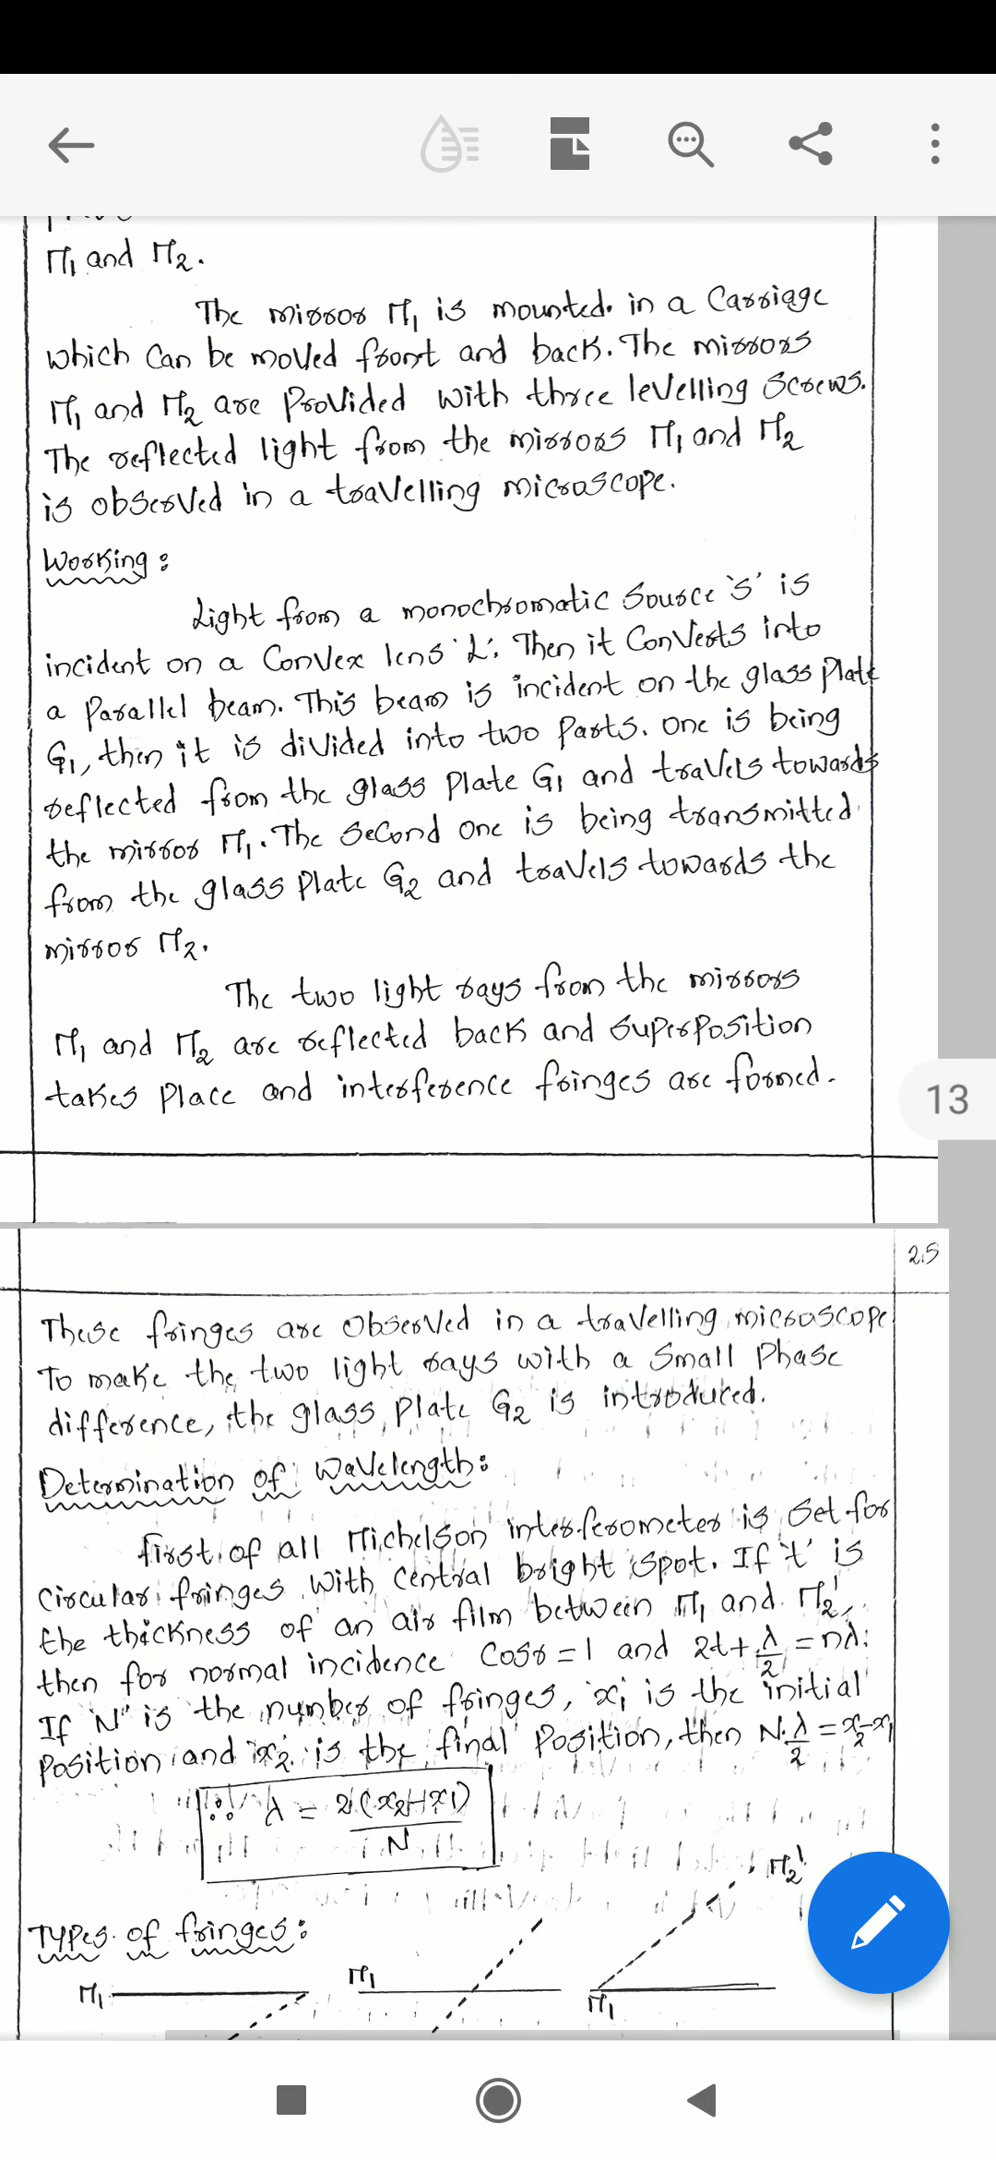 M₁ and M₂.
The mirror M₁ is mounted in a Carriage
which Can be moved front and back. The mirrors
M₁ and M₂ are Provided with three levelling Screws.
The reflected light from the mirrors M₁ and M₂
is observed in a travelling microscope.
Working:
Light from a monochromatic Source 'S' is
incident on a Convex lens 'L'. Then it Converts into
a Parallel beam. This beam is incident on the glass Plate
G₁, then it is divided into two Parts. One is being
reflected from the glass Plate G₁ and travels towards
the mirror M₁. The Second one is being transmitted
from the glass Plate G₂ and travels towards the
mirror M₂.
The two light rays from the mirrors
M₁ and M₂ are reflected back and Superposition
takes Place and interference fringes are formed.
13
25
These fringes are Observed in a travelling microscope
To make the two light rays with a Small Phase
difference, the glass Plate G₂ is introduced.
Determination of Wavelength:
First of all Michelson interferometer is Set for
Circular fringes with Central bright Spot. If 't' is
the thickness of an air film between M₁ and M₂',
then for normal incidence Cosr = 1 and 2t + λ/2 = nλ.
If 'N' is the number of fringes, 'x₁ is the initial
Position and 'x₂ is the final Position, then N·λ/2 = x₂-x₁
∴ λ = 2(x₂-x₁)/N
M₂'
Types of fringes:
M₁ M₁ M₁